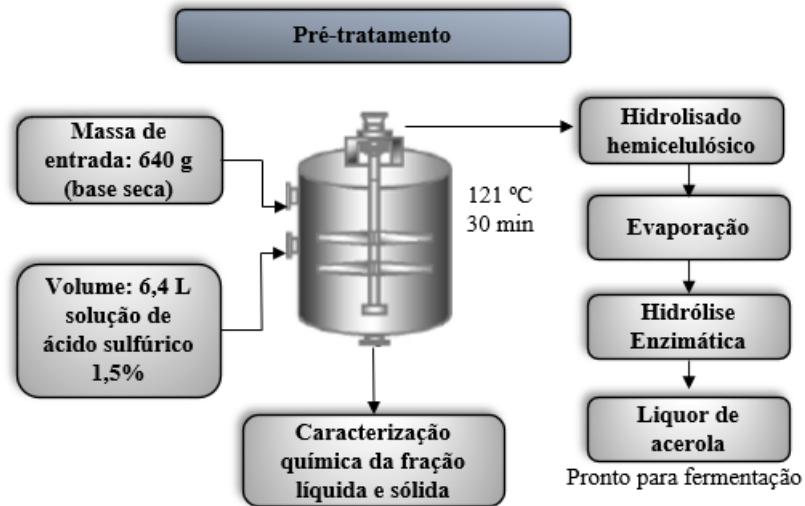 Pré-tratamento
Massa de
entrada: 640 g
(base seca)
Volume: 6,4 L
solução de
ácido sulfúrico
1,5%
121 ºC
30 min
Caracterização
química da fração
líquida e sólida
Hidrolisado
hemicelulósico
Evaporação
Hidrólise
Enzimática
Liquor de
acerola
Pronto para fermentação